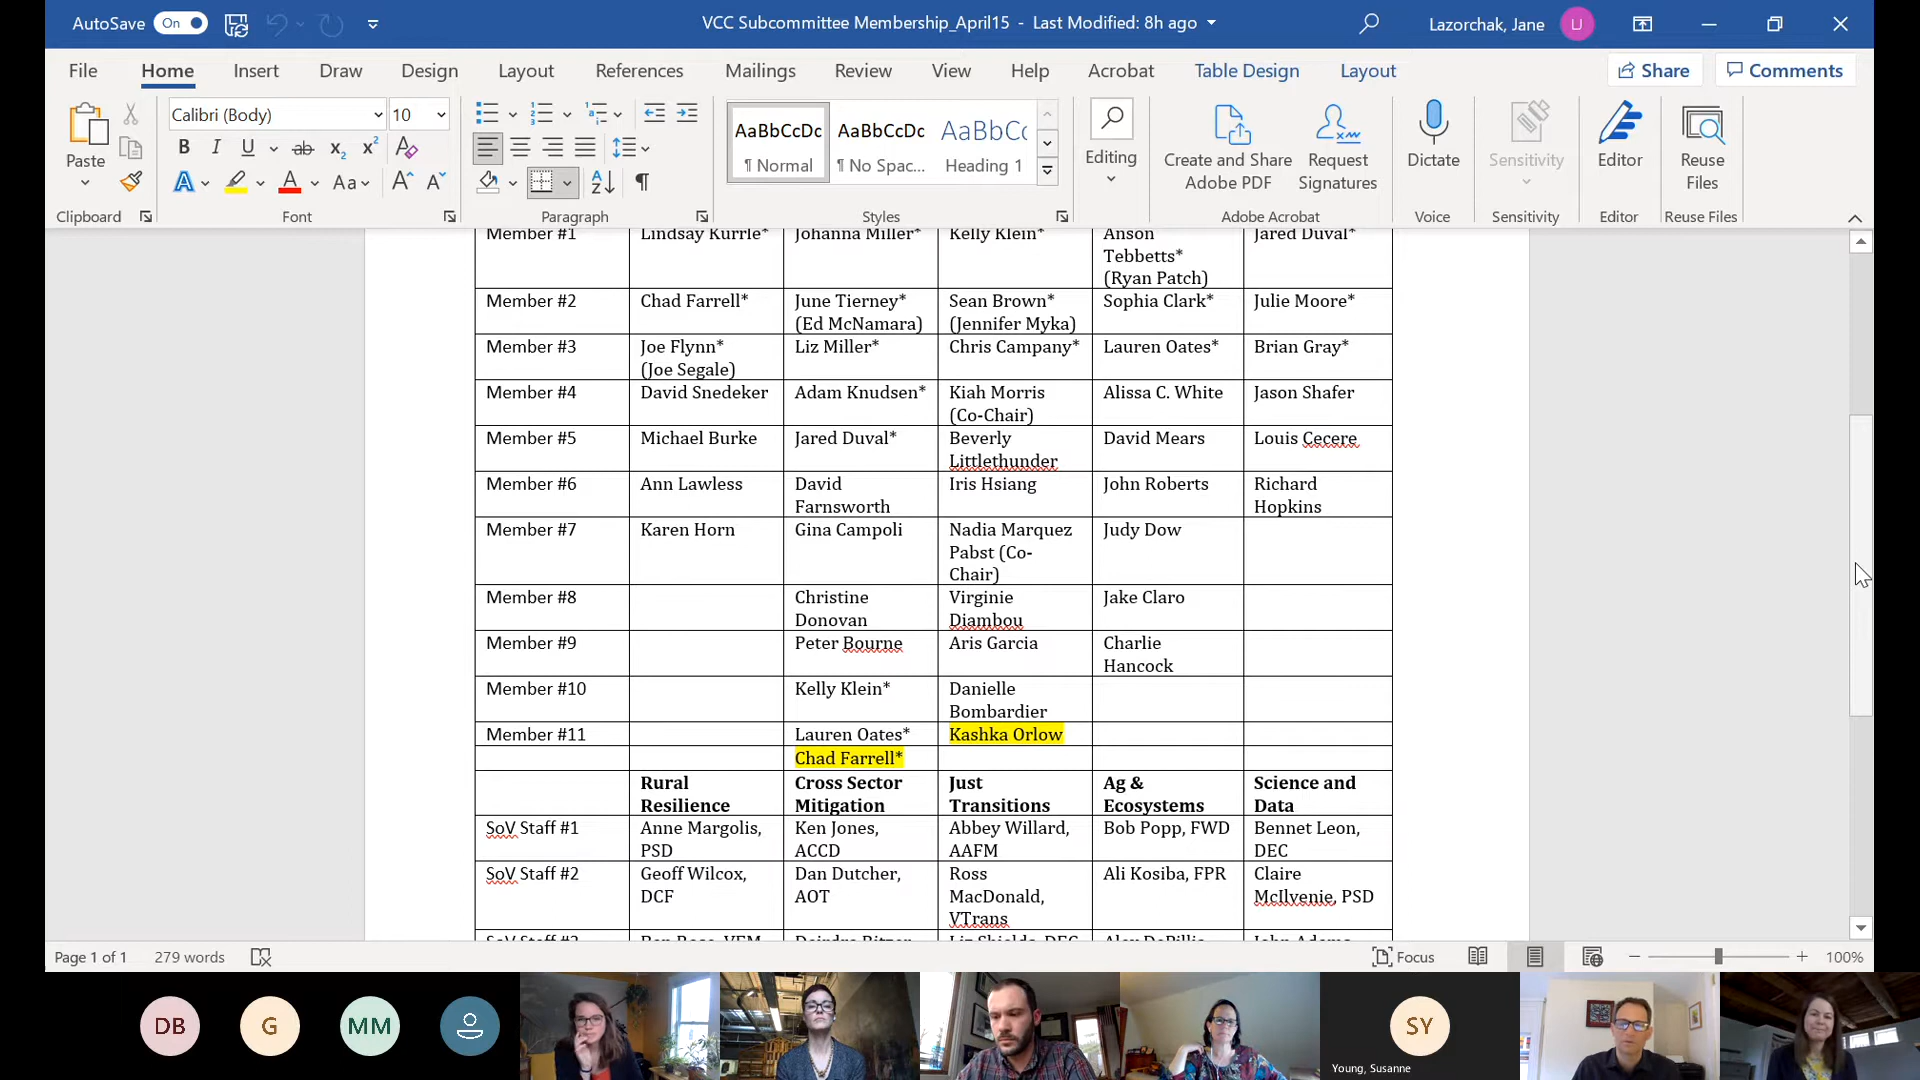 AutoSave On VCC Subcommittee Membership_April15 - Last Modified: 8h ago Lazorchak, Jane U
File Home Insert Draw Design Layout References Mailings Review View Help Acrobat Table Design Layout Share Comments
Calibri (Body) 10
AaBbCcDc AaBbCcDc AaBbCc
¶ Normal ¶ No Spac... Heading 1
Paste Editing Create and Share Adobe PDF Request Signatures Dictate Sensitivity Editor Reuse Files
Clipboard Font Paragraph Styles Adobe Acrobat Voice Sensitivity Editor Reuse Files
Member #1 Lindsay Kurrle* Johanna Miller* Kelly Klein* Anson Jared Duval*
Tebbetts*
(Ryan Patch)
Member #2 Chad Farrell* June Tierney* Sean Brown* Sophia Clark* Julie Moore*
(Ed McNamara) (Jennifer Myka)
Member #3 Joe Flynn* Liz Miller* Chris Campany* Lauren Oates* Brian Gray*
(Joe Segale)
Member #4 David Snedeker Adam Knudsen* Kiah Morris Alissa C. White Jason Shafer
(Co-Chair)
Member #5 Michael Burke Jared Duval* Beverly David Mears Louis Cecere
Littlethunder
Member #6 Ann Lawless David Iris Hsiang John Roberts Richard
Farnsworth Hopkins
Member #7 Karen Horn Gina Campoli Nadia Marquez Judy Dow
Pabst (Co-
Chair)
Member #8 Christine Virginie Jake Claro
Donovan Diambou
Member #9 Peter Bourne Aris Garcia Charlie
Hancock
Member #10 Kelly Klein* Danielle
Bombardier
Member #11 Lauren Oates* Kashka Orlow
Chad Farrell*
Rural Cross Sector Just Ag & Science and
Resilience Mitigation Transitions Ecosystems Data
SoV Staff #1 Anne Margolis, Ken Jones, Abbey Willard, Bob Popp, FWD Bennet Leon,
PSD ACCD AAFM DEC
SoV Staff #2 Geoff Wilcox, Dan Dutcher, Ross Ali Kosiba, FPR Claire
DCF AOT MacDonald, McIlvenie, PSD
VTrans
Page 1 of 1 279 words Focus 100%
DB G MM SY
Young, Susanne